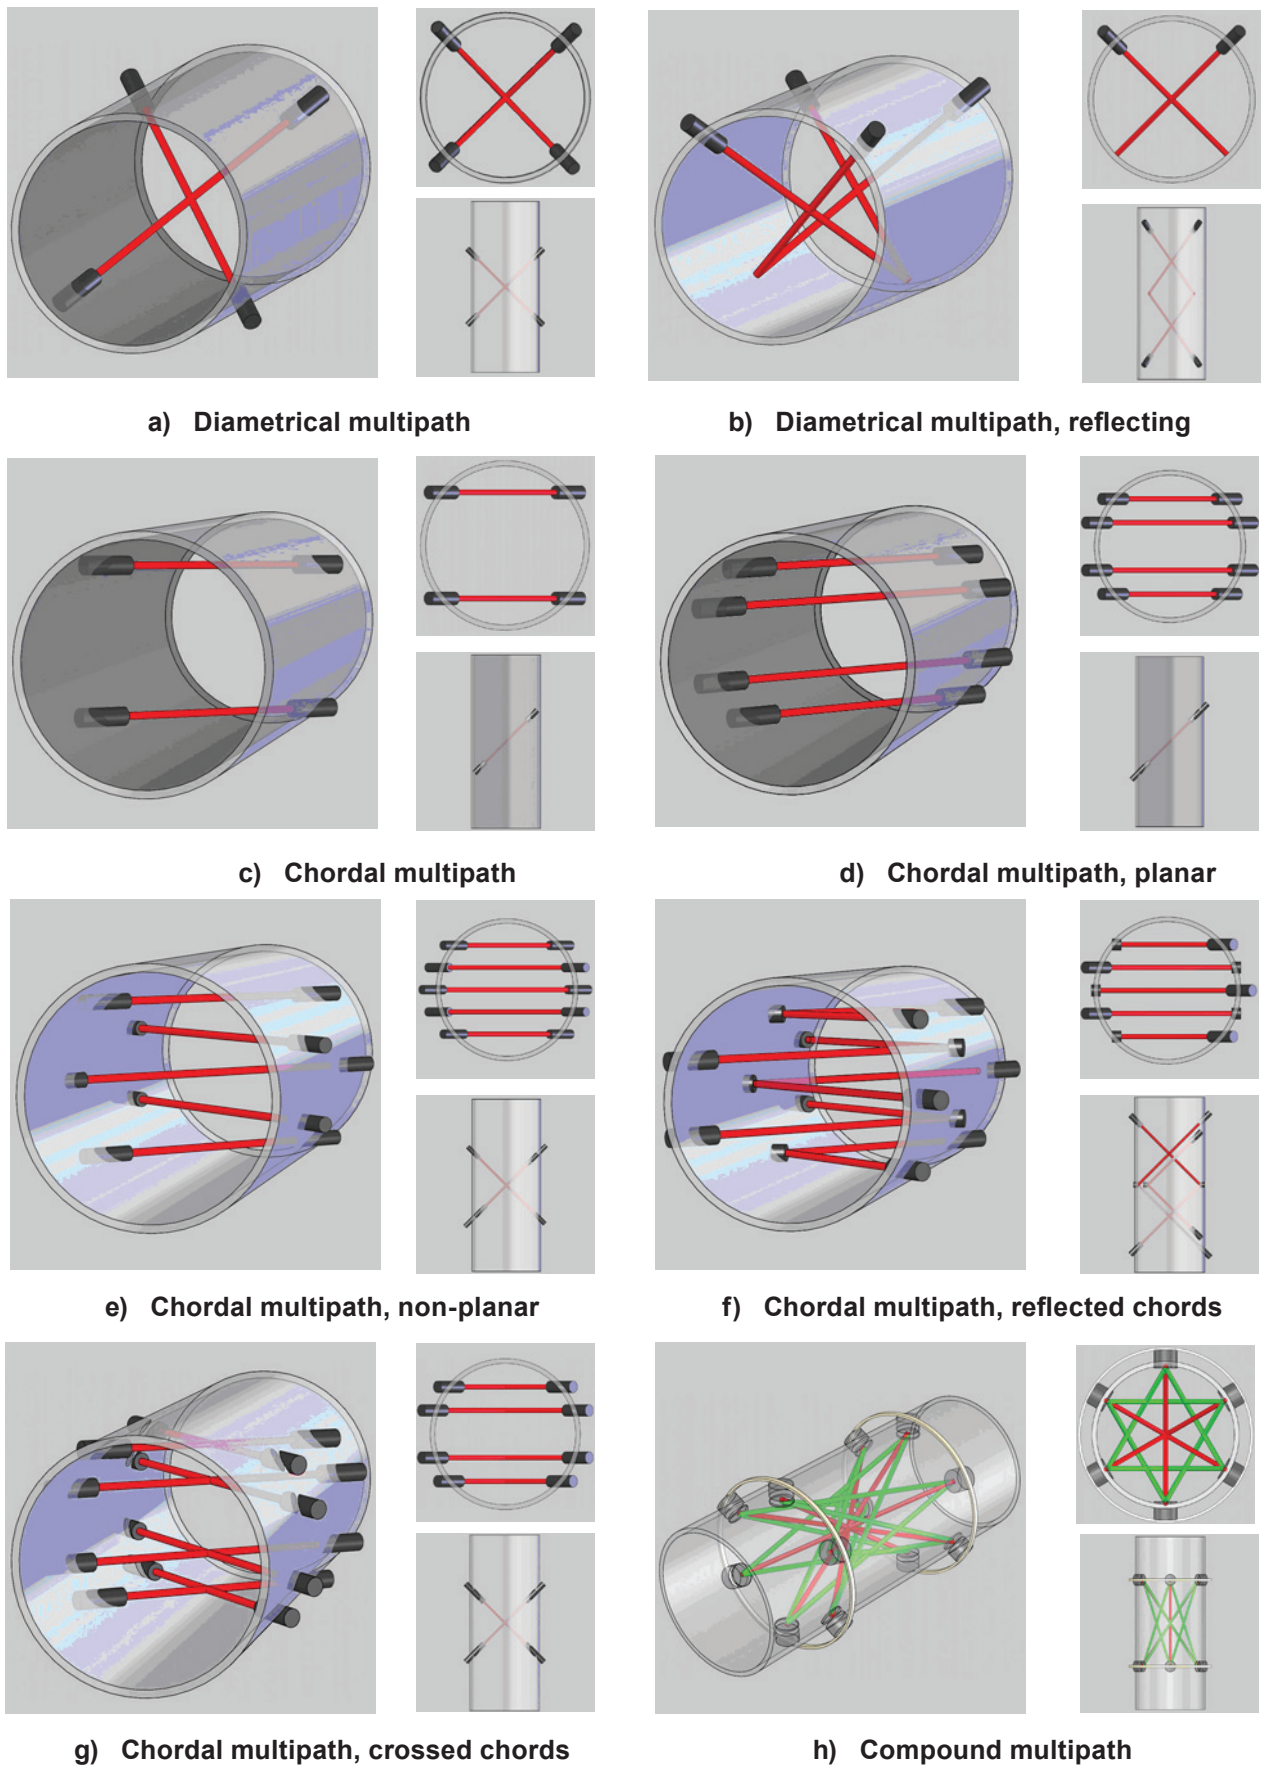 a) Diametrical multipath
b) Diametrical multipath, reflecting
c) Chordal multipath
d) Chordal multipath, planar
e) Chordal multipath, non-planar
f) Chordal multipath, reflected chords
g) Chordal multipath, crossed chords
h) Compound multipath